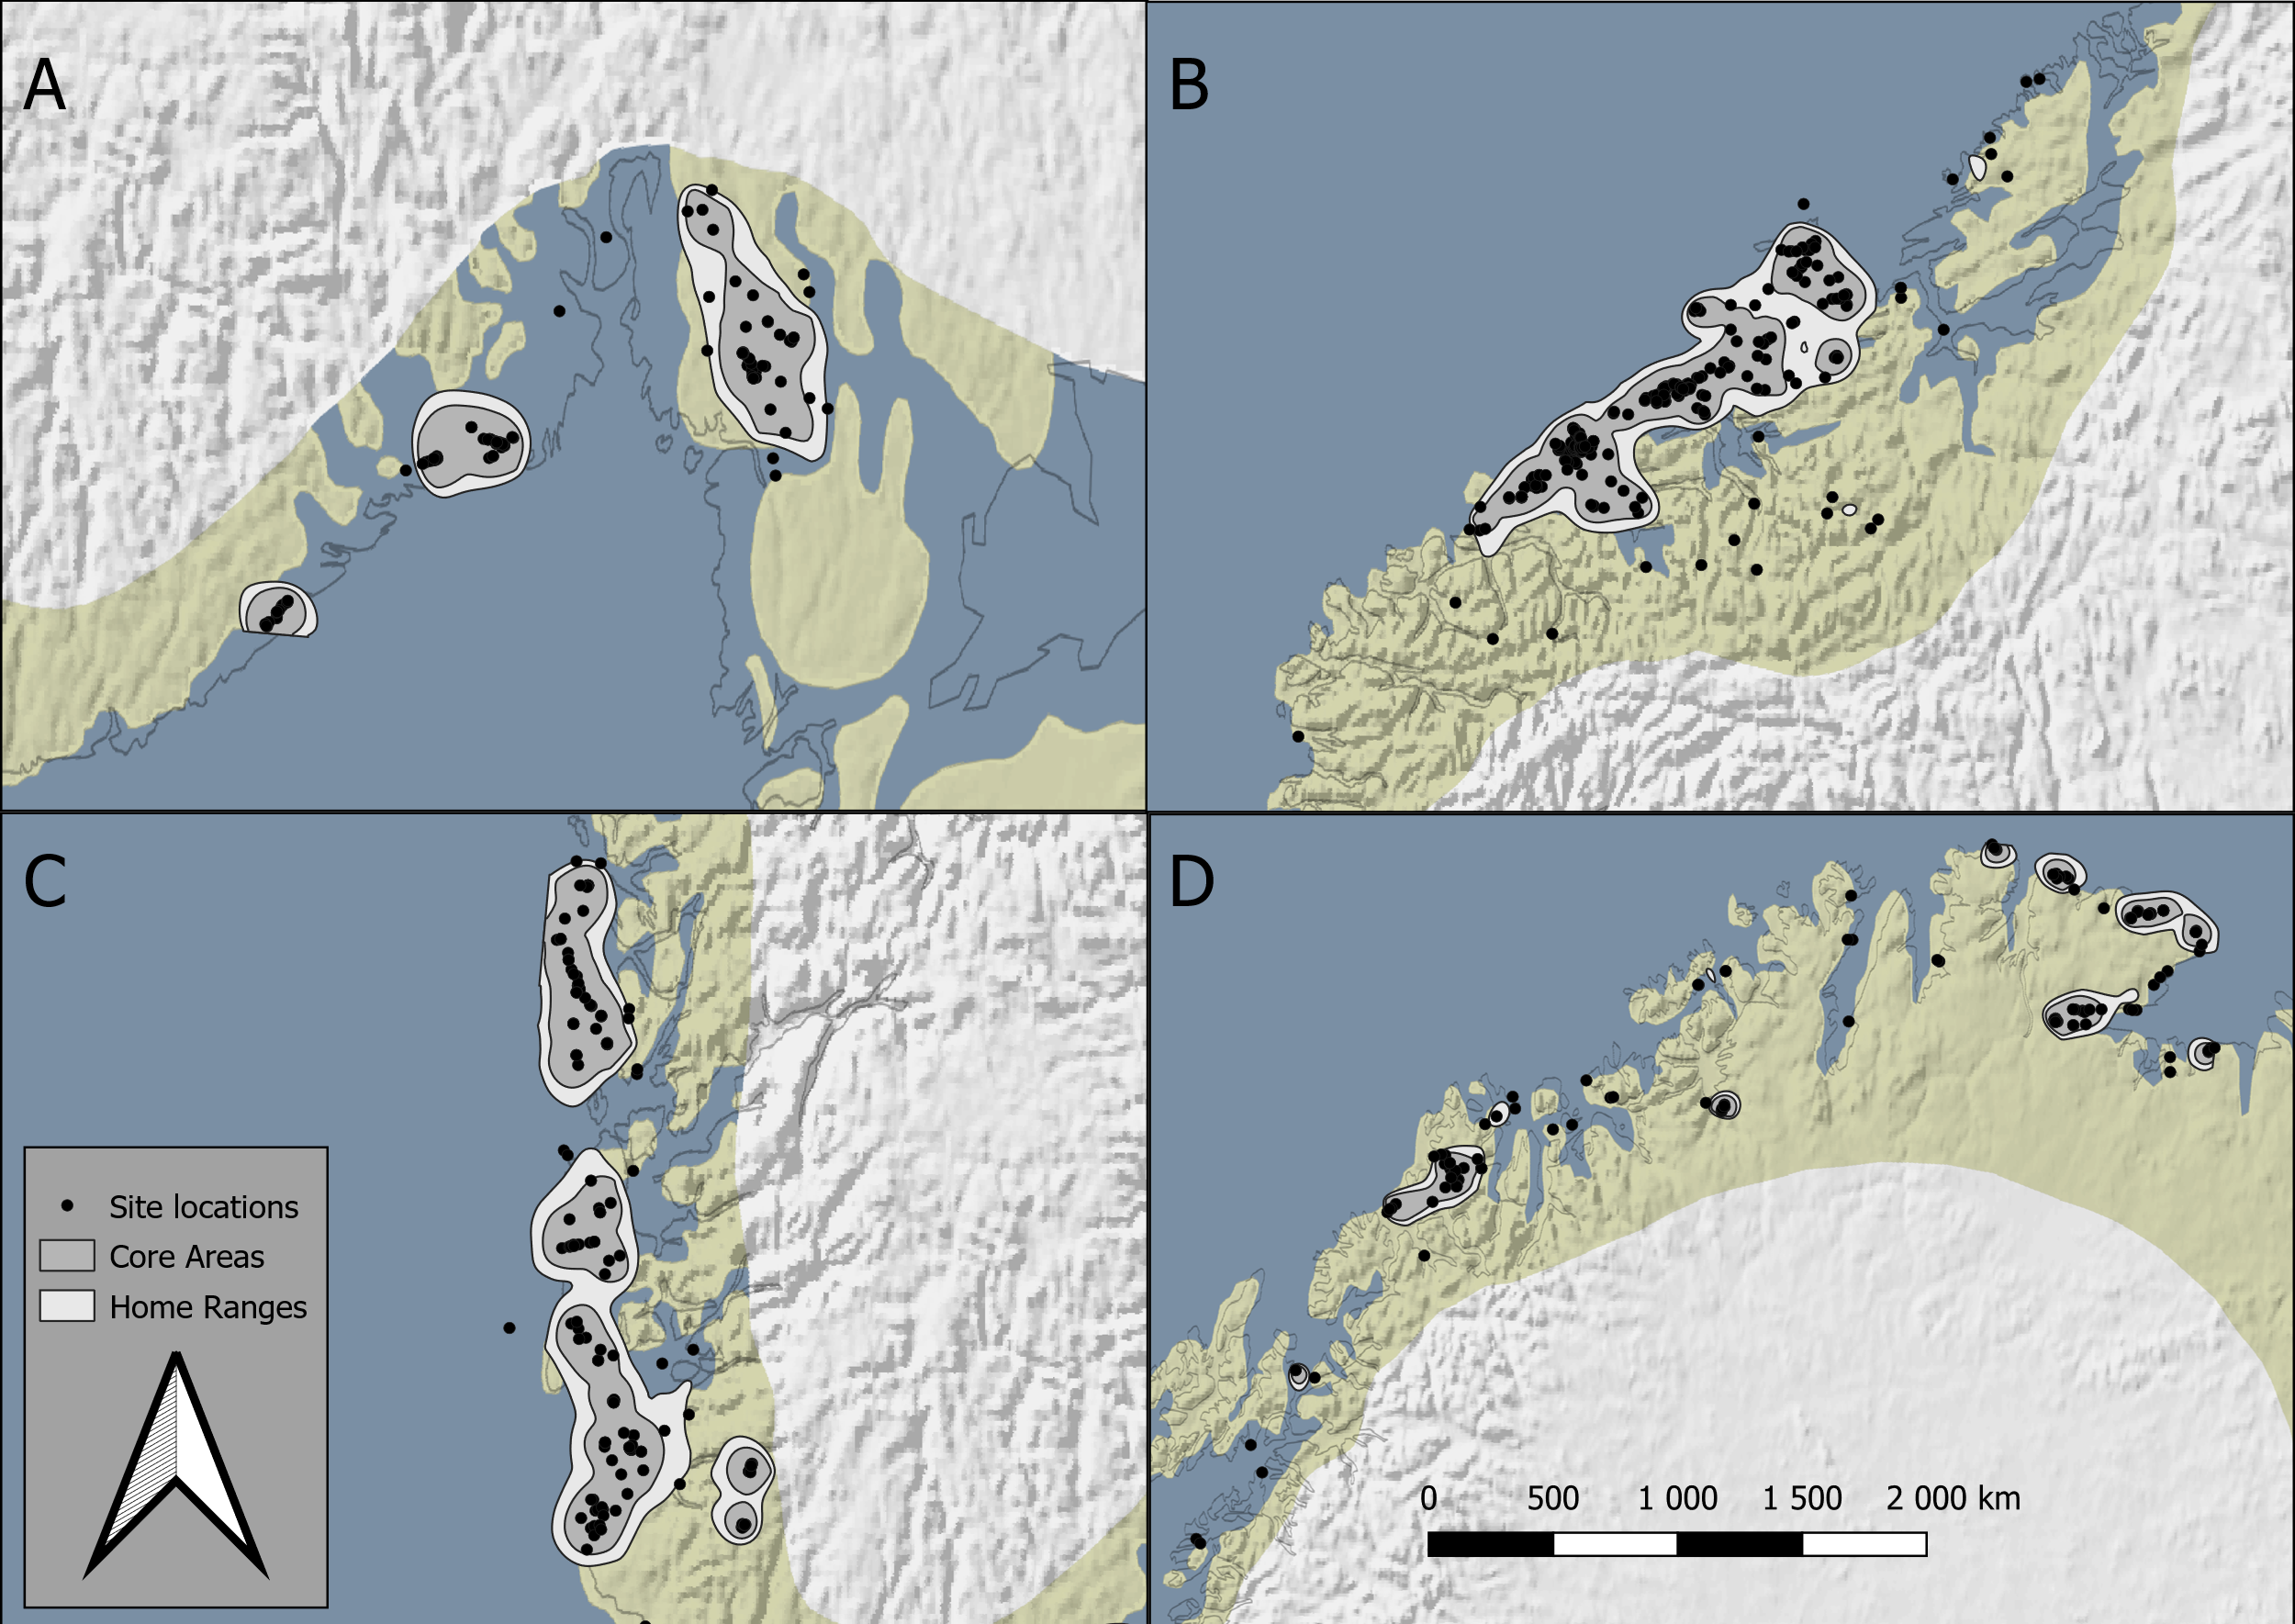 A
B
C
D
Site locations
Core Areas
Home Ranges
0 500 1 000 1 500 2 000 km